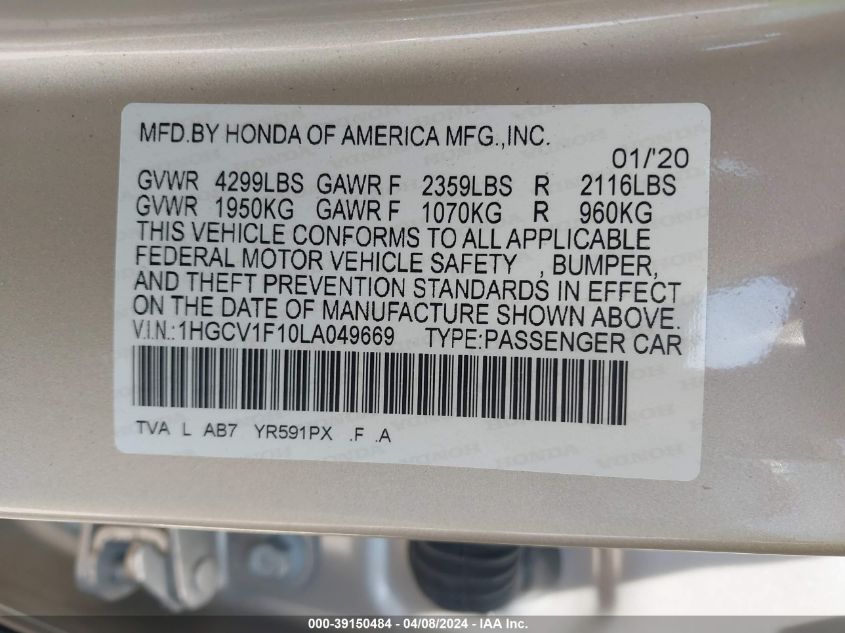 MFD.BY HONDA OF AMERICA MFG.,INC.
01/'20
GVWR 4299LBS GAWR F 2359LBS R 2116LBS
GVWR 1950KG GAWR F 1070KG R 960KG
THIS VEHICLE CONFORMS TO ALL APPLICABLE
FEDERAL MOTOR VEHICLE SAFETY , BUMPER,
AND THEFT PREVENTION STANDARDS IN EFFECT
ON THE DATE OF MANUFACTURE SHOWN ABOVE.
V.I.N.:1HGCV1F10LA049669 TYPE:PASSENGER CAR
TVA L AB7 YR591PX .F .A
000-39150484 - 04/08/2024 - IAA Inc.